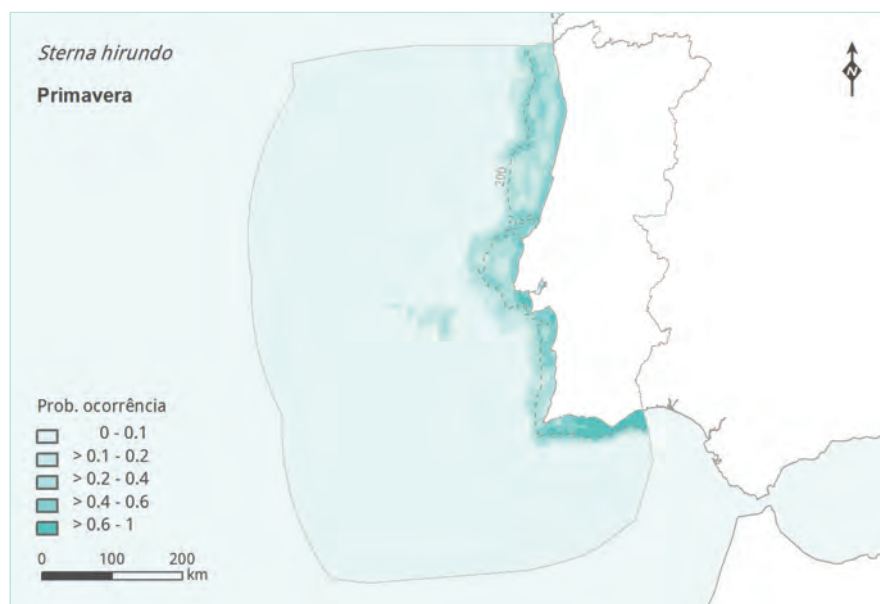 Sterna hirundo
Primavera
N
200
Prob. ocorrência
0 - 0.1
> 0.1 - 0.2
> 0.2 - 0.4
> 0.4 - 0.6
> 0.6 - 1
0 100 200
km